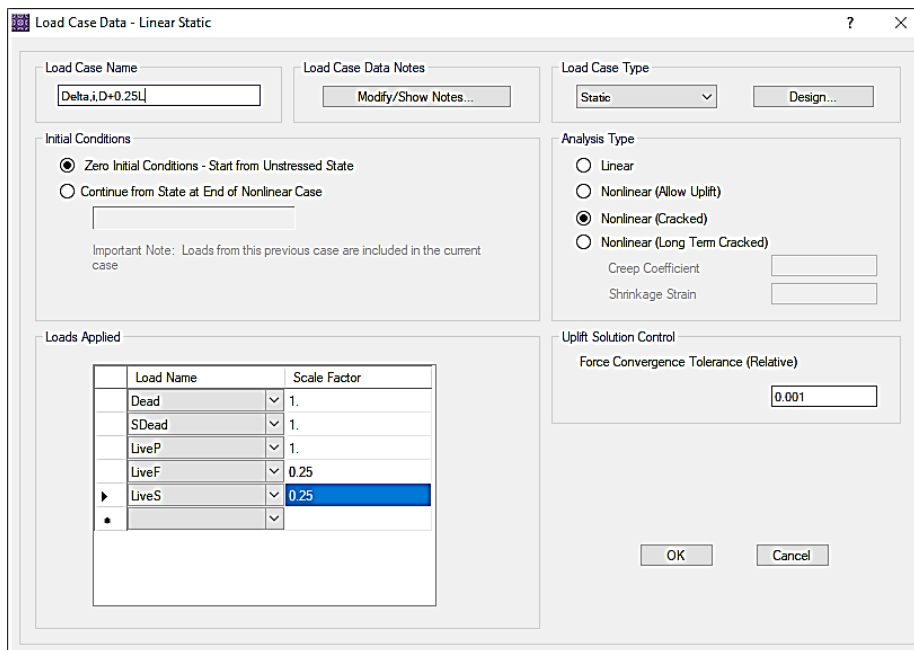 Load Case Data - Linear Static
?
Load Case Name
Load Case Data Notes
Load Case Type
Delta,i,D+0.25L
Modify/Show Notes...
Static
Design...
Initial Conditions
Zero Initial Conditions - Start from Unstressed State
Continue from State at End of Nonlinear Case
Important Note: Loads from this previous case are included in the current
case
Analysis Type
Linear
Nonlinear (Allow Uplift)
Nonlinear (Cracked)
Nonlinear (Long Term Cracked)
Creep Coefficient
Shrinkage Strain
Loads Applied
Load Name Scale Factor
Dead 1.
SDead 1.
LiveP 1.
LiveF 0.25
LiveS 0.25
Uplift Solution Control
Force Convergence Tolerance (Relative)
0.001
OK
Cancel